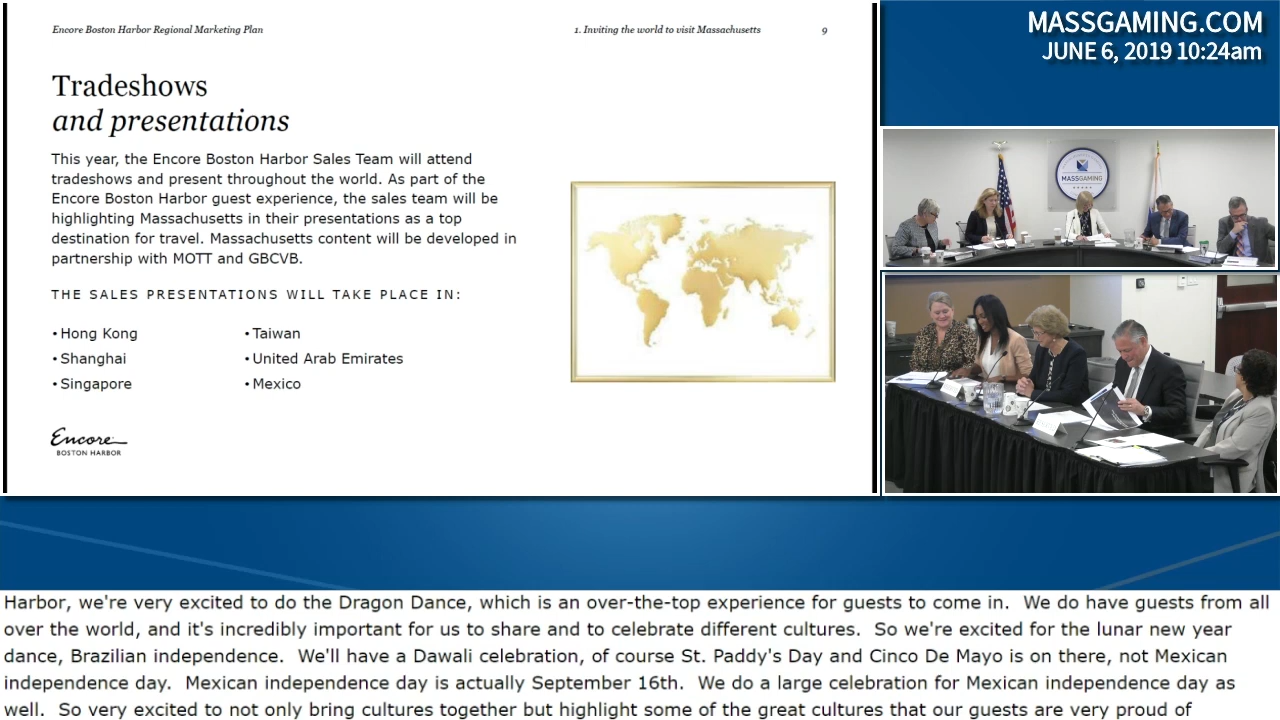 Encore Boston Harbor Regional Marketing Plan
1. Inviting the world to visit Massachusetts
9
Tradeshows
and presentations
This year, the Encore Boston Harbor Sales Team will attend
tradeshows and present throughout the world. As part of the
Encore Boston Harbor guest experience, the sales team will be
highlighting Massachusetts in their presentations as a top
destination for travel. Massachusetts content will be developed in
partnership with MOTT and GBCVB.
THE SALES PRESENTATIONS WILL TAKE PLACE IN:
• Hong Kong
• Shanghai
• Singapore
• Taiwan
• United Arab Emirates
• Mexico
Encore
BOSTON HARBOR
MASSGAMING.COM
JUNE 6, 2019 10:24am
MASSGAMING
Harbor, we're very excited to do the Dragon Dance, which is an over-the-top experience for guests to come in.  We do have guests from all
over the world, and it's incredibly important for us to share and to celebrate different cultures.  So we're excited for the lunar new year
dance, Brazilian independence.  We'll have a Dawali celebration, of course St. Paddy's Day and Cinco De Mayo is on there, not Mexican
independence day.  Mexican independence day is actually September 16th.  We do a large celebration for Mexican independence day as
well.  So very excited to not only bring cultures together but highlight some of the great cultures that our guests are very proud of